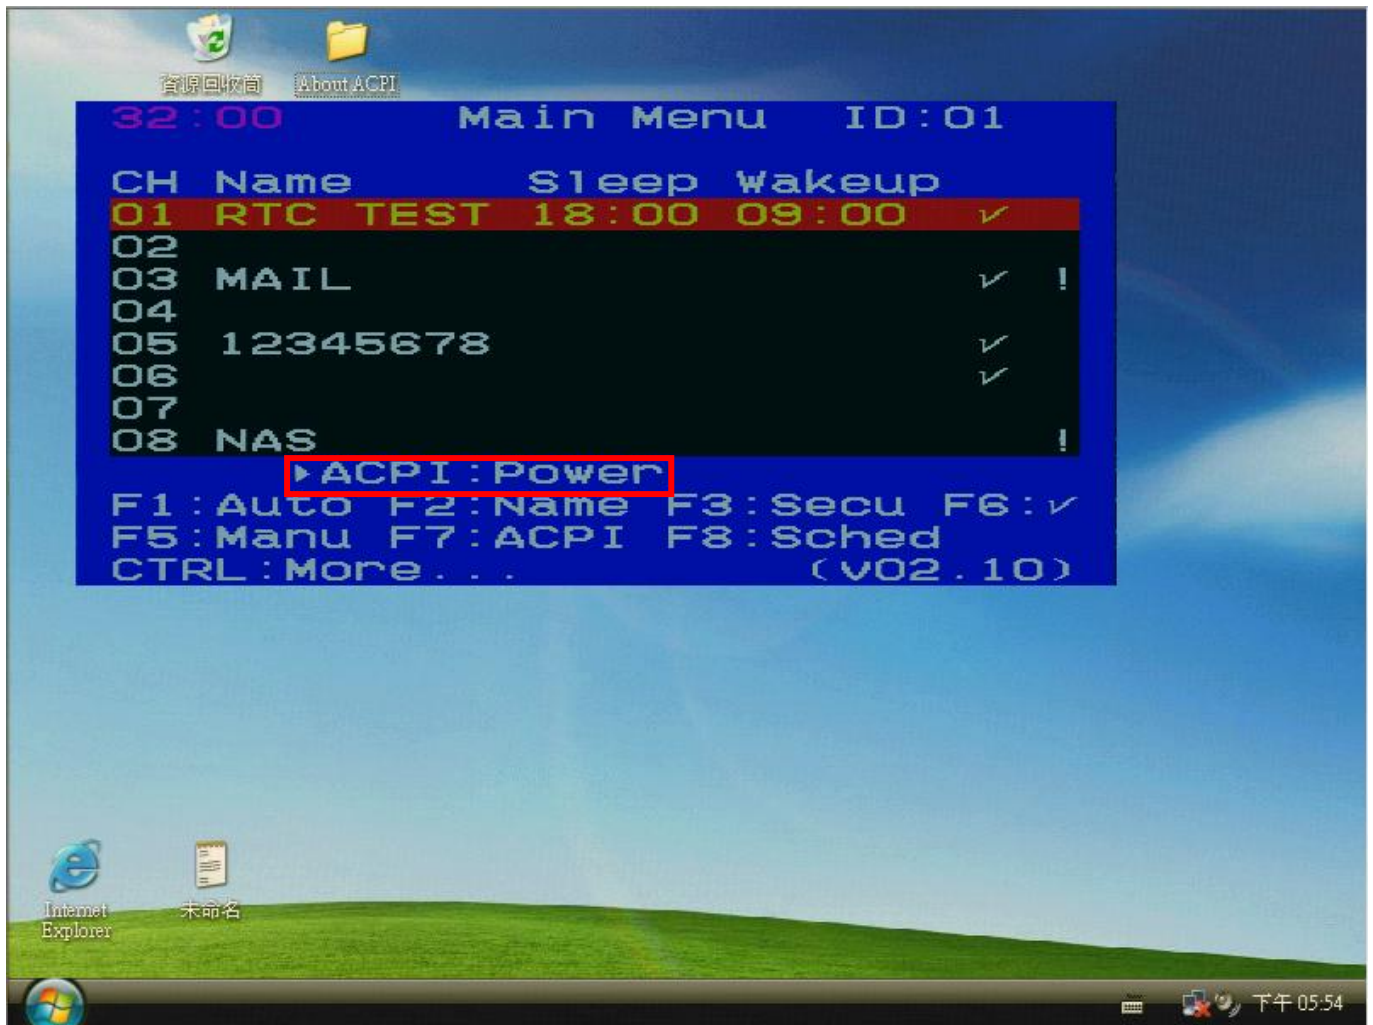 資源回收筒 About ACPI
32:00 Main Menu ID:01
CH Name Sleep Wakeup
01 RTC TEST 18:00 09:00 ✓
02
03 MAIL ✓ !
04
05 12345678 ✓
06 ✓
07
08 NAS !
▶ACPI:Power
F1:Auto F2:Name F3:Secu F6:✓
F5:Manu F7:ACPI F8:Sched
CTRL:More... (V02.10)
Internet Explorer
未命名
下午 05:54